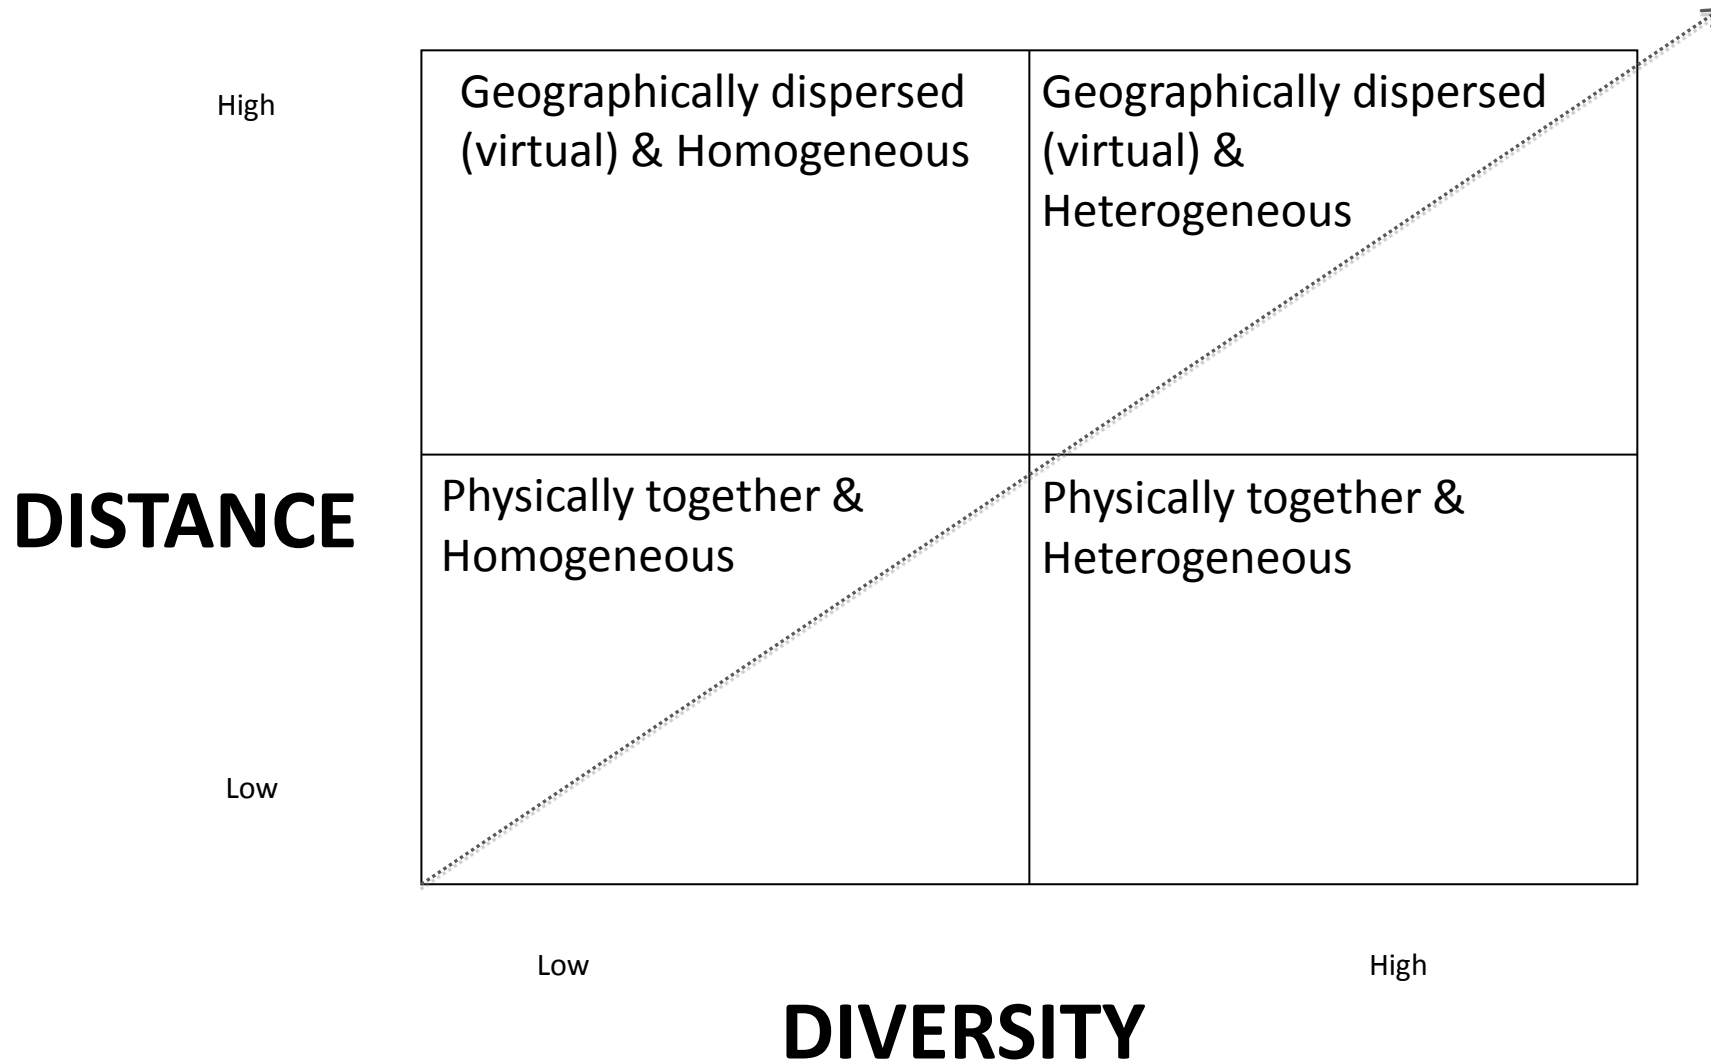 High
Geographically dispersed
(virtual) & Homogeneous
Geographically dispersed
(virtual) &
Heterogeneous
DISTANCE
Physically together &
Homogeneous
Physically together &
Heterogeneous
Low
Low
High
DIVERSITY